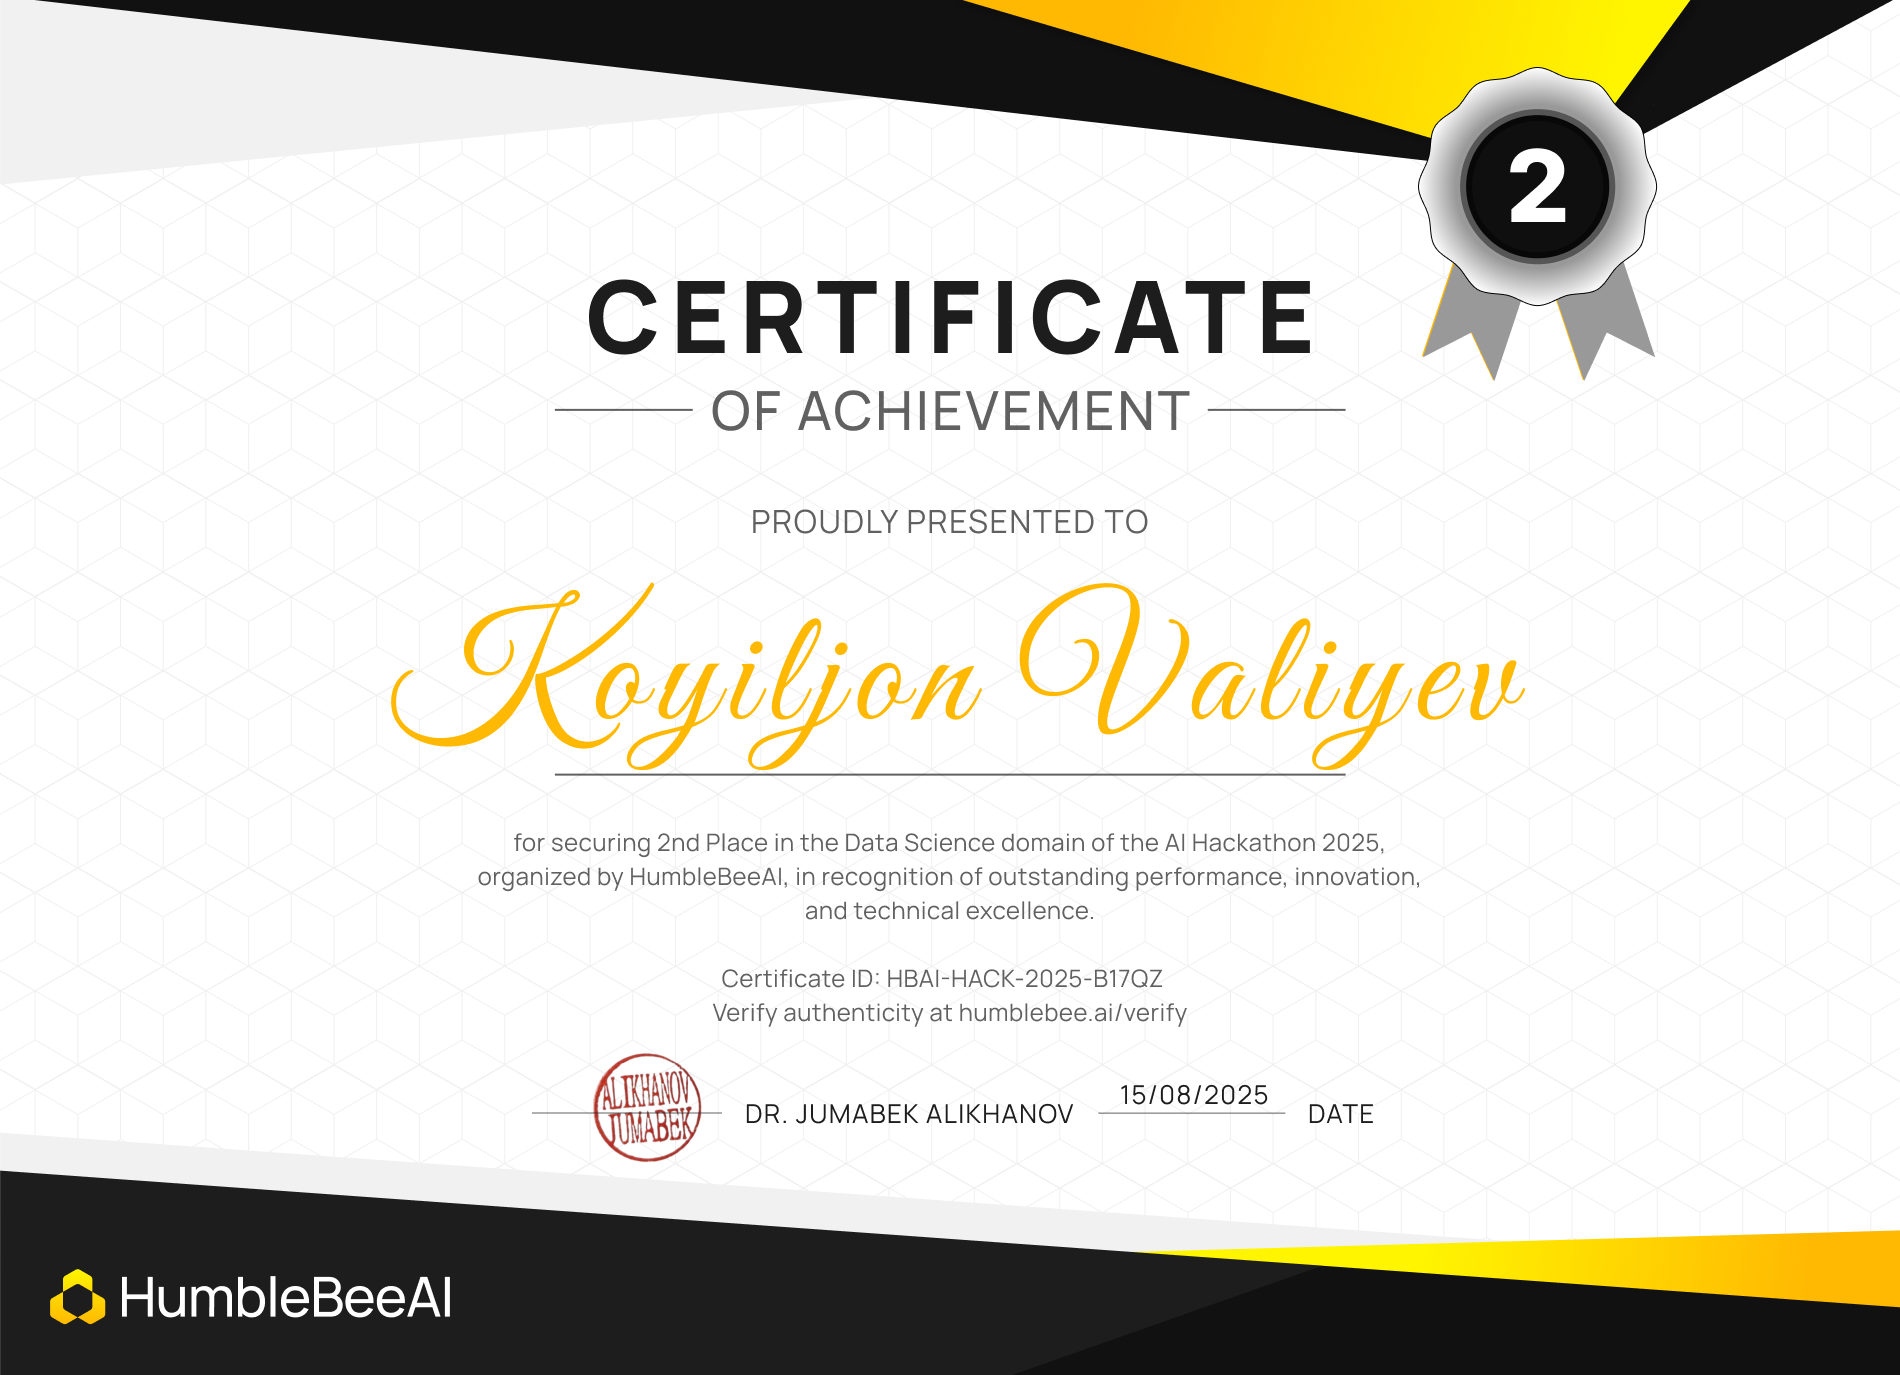 2
CERTIFICATE
OF ACHIEVEMENT
PROUDLY PRESENTED TO
Koyiljon Valiyev
for securing 2nd Place in the Data Science domain of the AI Hackathon 2025,
organized by HumbleBeeAI, in recognition of outstanding performance, innovation,
and technical excellence.
Certificate ID: HBAI-HACK-2025-B17QZ
Verify authenticity at humblebee.ai/verify
ALIKHANOV
JUMABEK
DR. JUMABEK ALIKHANOV
15/08/2025
DATE
HumbleBeeAI